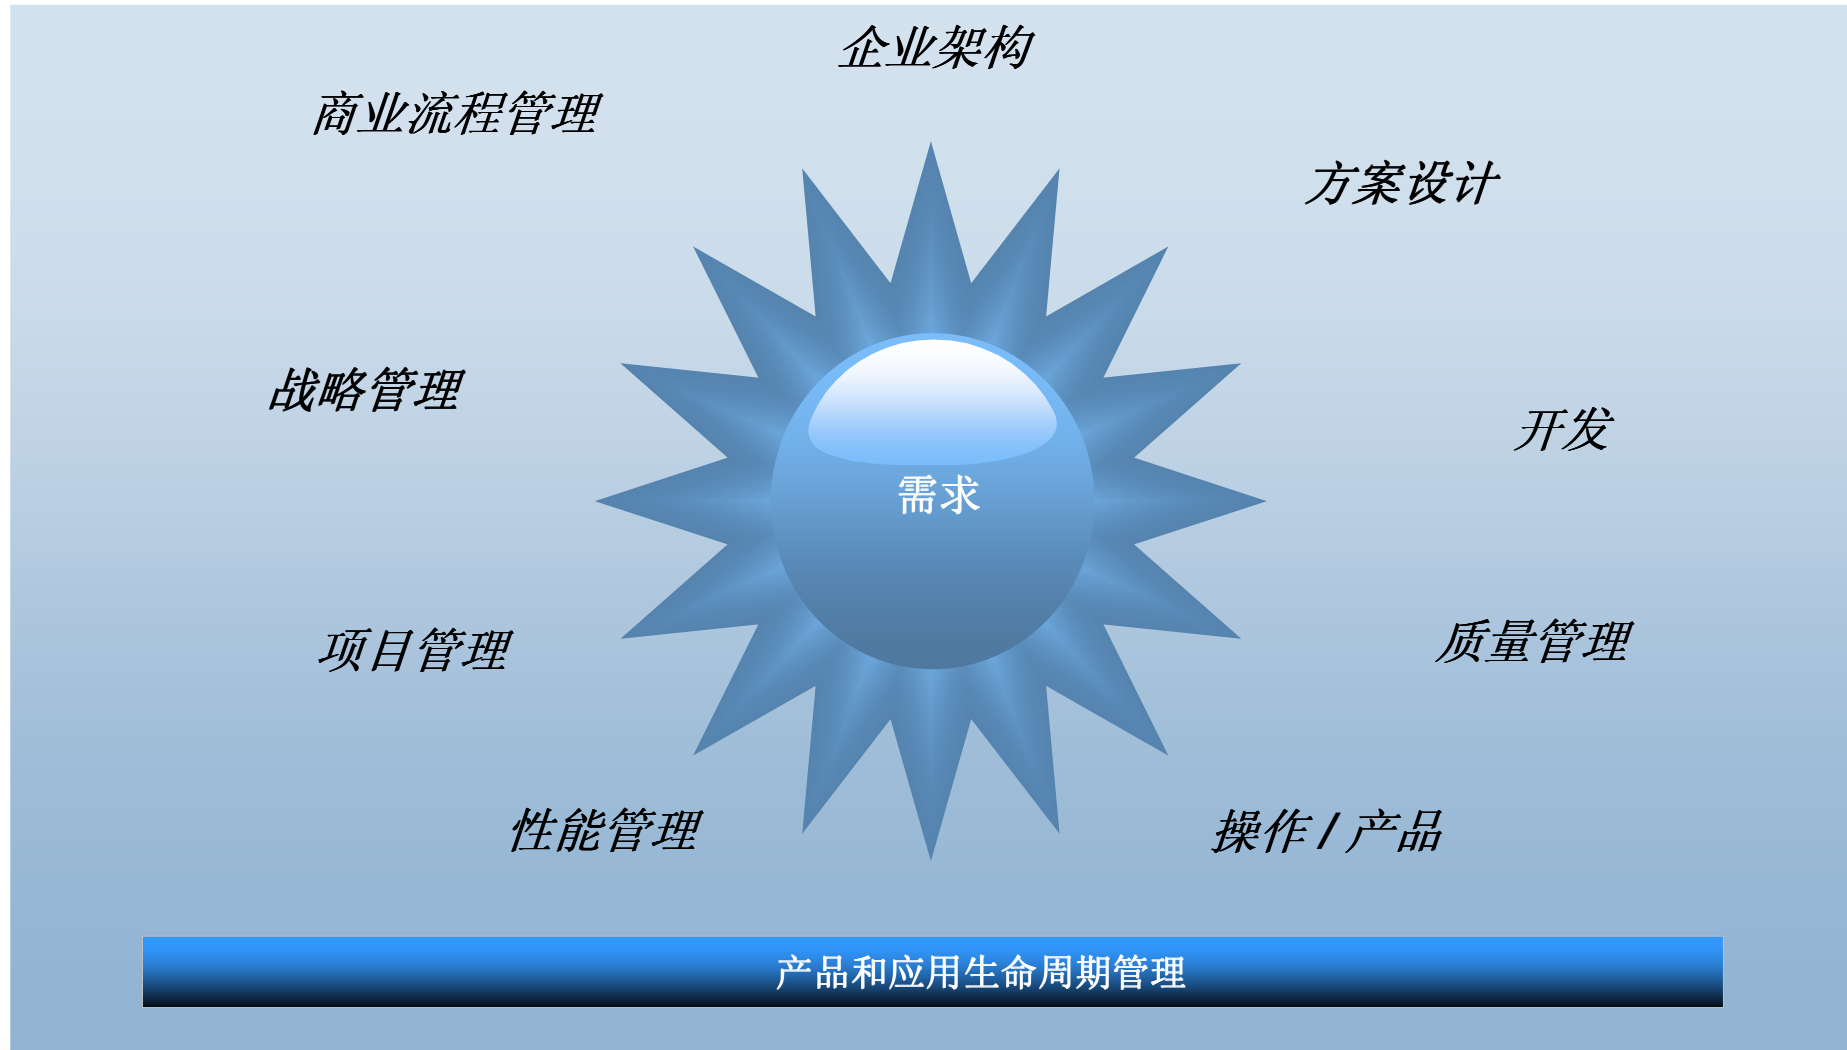 企业架构
商业流程管理
方案设计
战略管理
开发
需求
项目管理
质量管理
性能管理
操作 / 产品
产品和应用生命周期管理